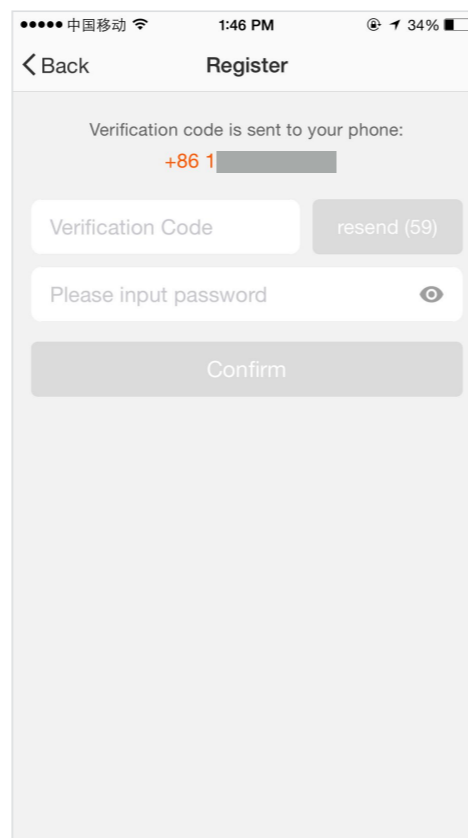 中国移动 1:46 PM 34%
Back Register
Verification code is sent to your phone:
+86 1
Verification Code resend (59)
Please input password
Confirm